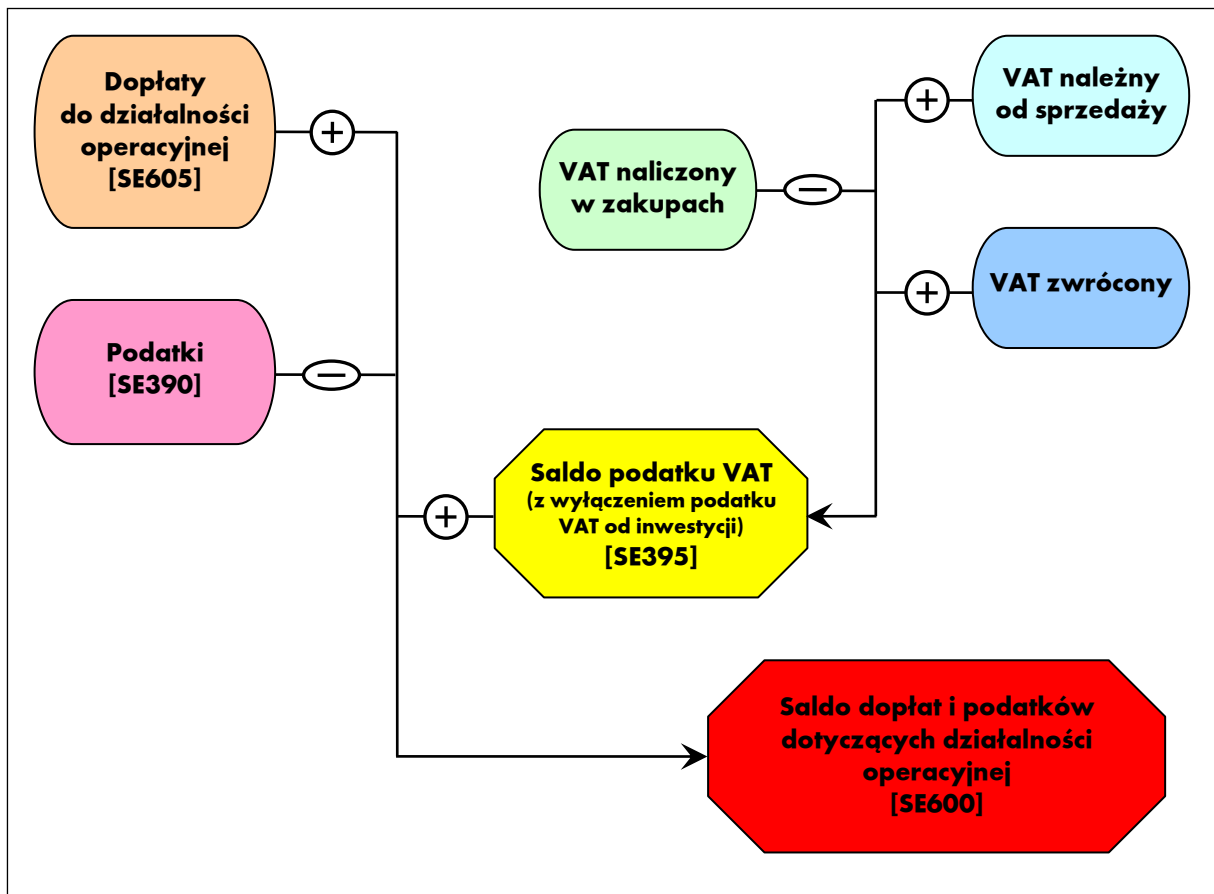 Dopłaty
do działalności
operacyjnej
[SE605]
+
VAT należny
od sprzedaży
+
VAT naliczony
w zakupach
−
VAT zwrócony
+
Podatki
[SE390]
−
Saldo podatku VAT
(z wyłączeniem podatku
VAT od inwestycji)
[SE395]
+
Saldo dopłat i podatków
dotyczących działalności
operacyjnej
[SE600]